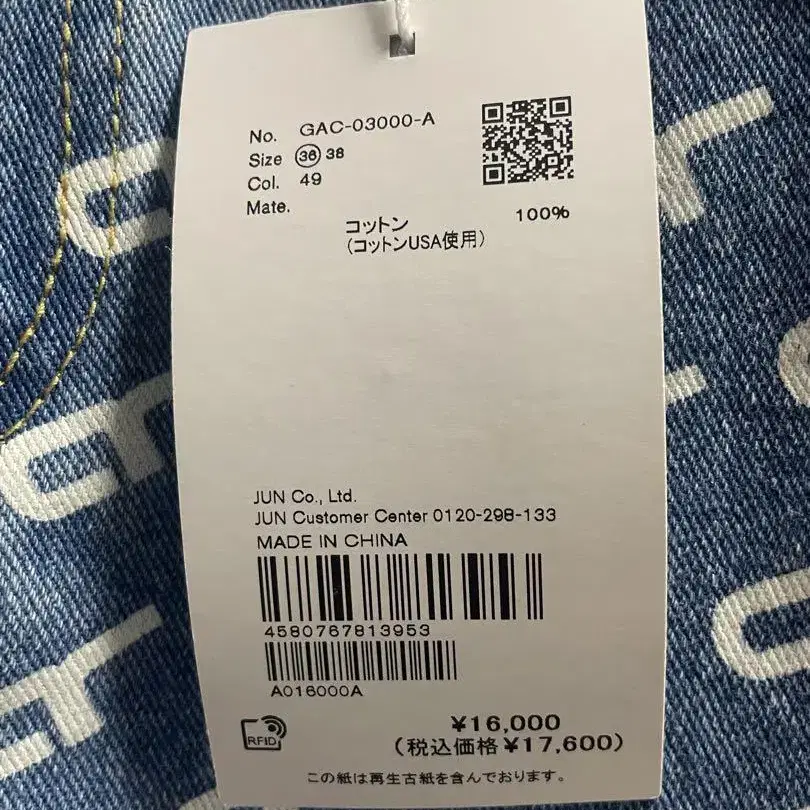 No. GAC-03000-A
Size 36 38
Col. 49
Mate.
コットン 100%
(コットンUSA使用)
JUN Co., Ltd.
JUN Customer Center 0120-298-133
MADE IN CHINA
4580767813953
A016000A
RFID
¥16,000
(税込価格¥17,600)
この紙は再生古紙を含んでおります。